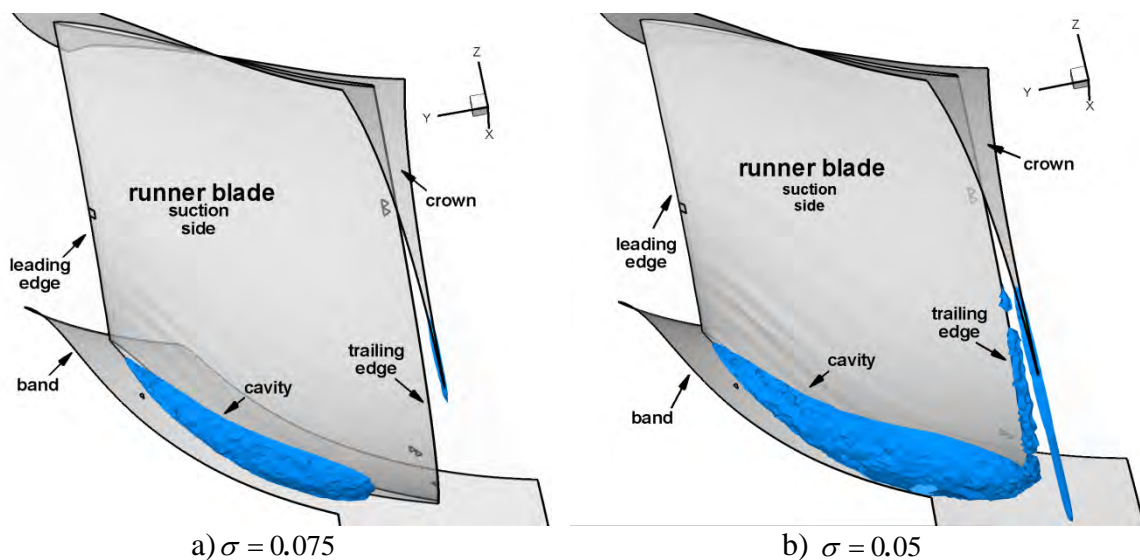 Z
Y
X
runner blade
suction
side
crown
leading
edge
trailing
edge
band
cavity
a) σ = 0.075
Z
Y
X
runner blade
suction
side
crown
leading
edge
trailing
edge
band
cavity
b) σ = 0.05